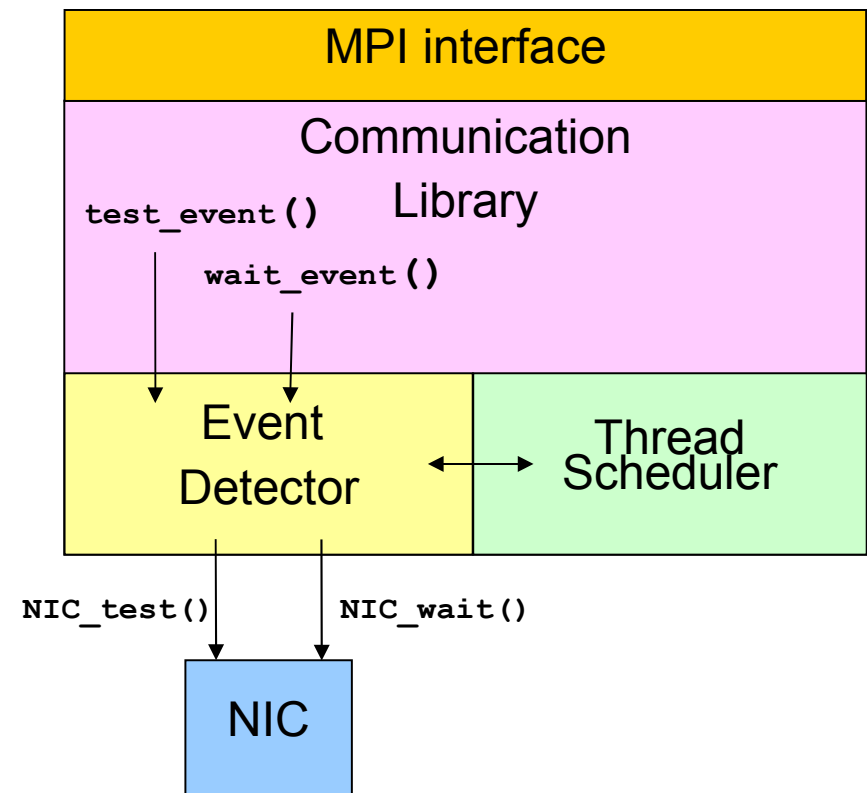 MPI interface
Communication
Library
test_event()
wait_event()
Event
Detector
Thread
Scheduler
NIC_test()
NIC_wait()
NIC